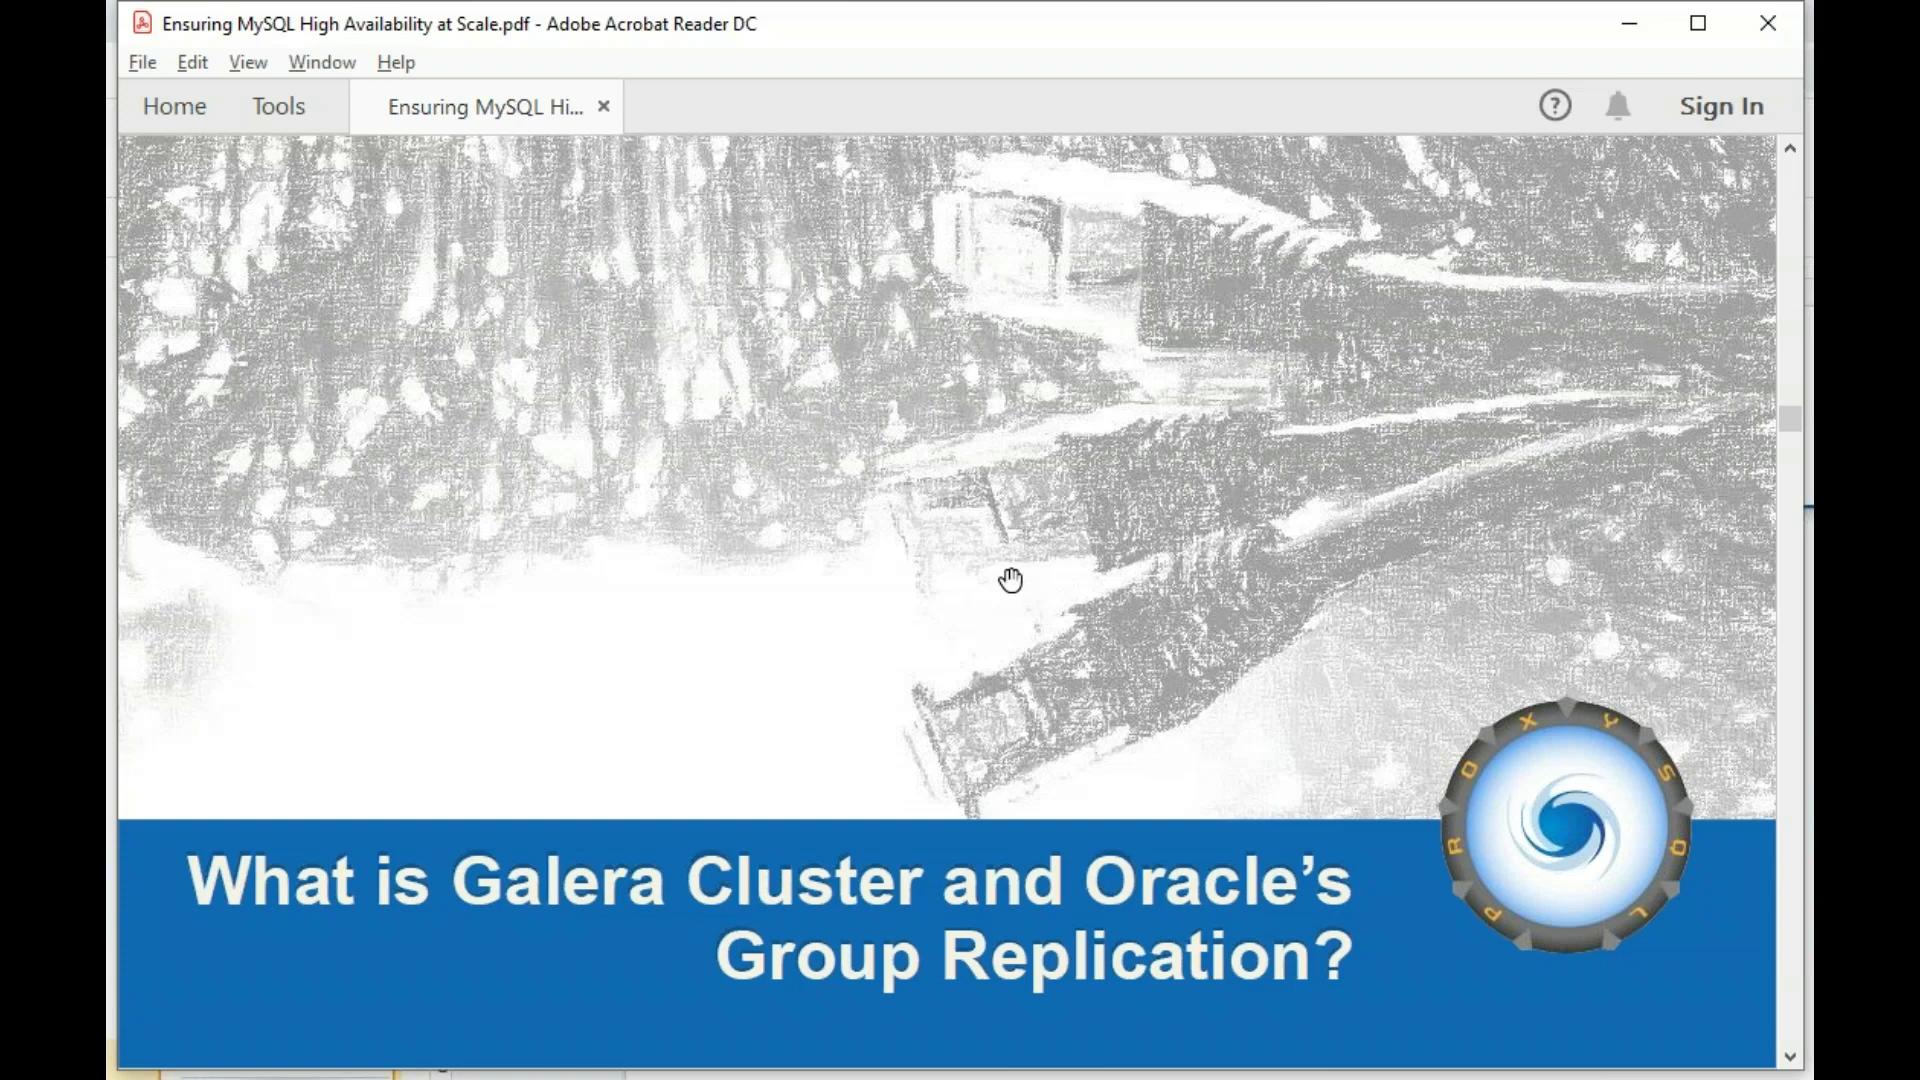 Ensuring MySQL High Availability at Scale.pdf - Adobe Acrobat Reader DC
File Edit View Window Help
Home Tools Ensuring MySQL Hi... Sign In
PROXYSQL
What is Galera Cluster and Oracle’s
Group Replication?